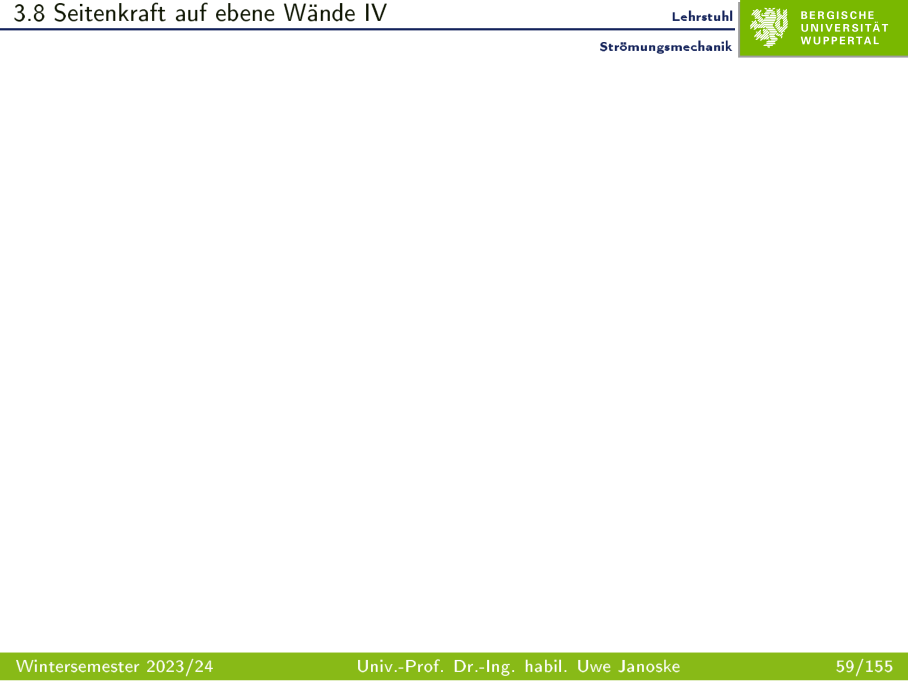 3.8 Seitenkraft auf ebene Wände IV
Lehrstuhl
Strömungsmechanik
BERGISCHE
UNIVERSITÄT
WUPPERTAL
Wintersemester 2023/24
Univ.-Prof. Dr.-Ing. habil. Uwe Janoske
59/155